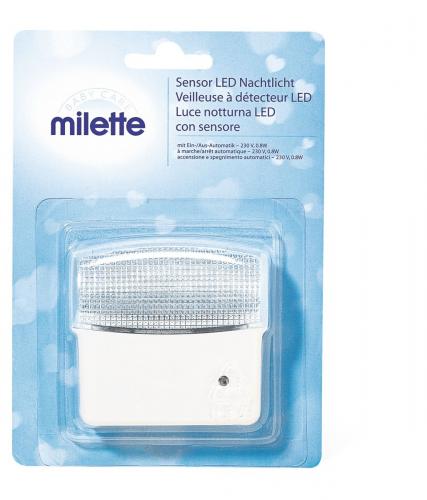 BABY CARE
milette
Sensor LED Nachtlicht
Veilleuse à détecteur LED
Luce notturna LED
con sensore
mit Ein-/Aus-Automatik – 230 V, 0.8W
à marche/arrêt automatique – 230 V, 0.8W
accensione e spegnimento automatici – 230 V, 0.8W